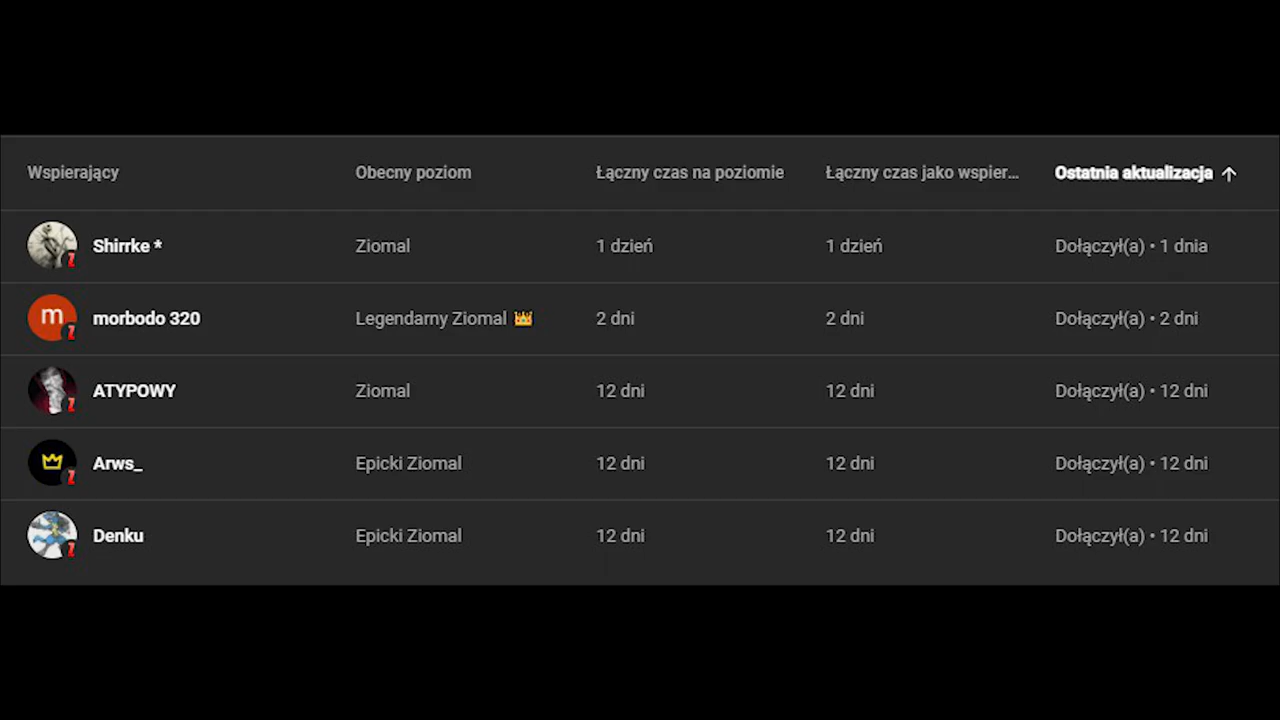 Wspierający Obecny poziom Łączny czas na poziomie Łączny czas jako wspier... Ostatnia aktualizacja ↑
Shirrke * Ziomal 1 dzień 1 dzień Dołączył(a) • 1 dnia
m morbodo 320 Legendarny Ziomal 👑 2 dni 2 dni Dołączył(a) • 2 dni
ATYPOWY Ziomal 12 dni 12 dni Dołączył(a) • 12 dni
Arws_ Epicki Ziomal 12 dni 12 dni Dołączył(a) • 12 dni
Denku Epicki Ziomal 12 dni 12 dni Dołączył(a) • 12 dni